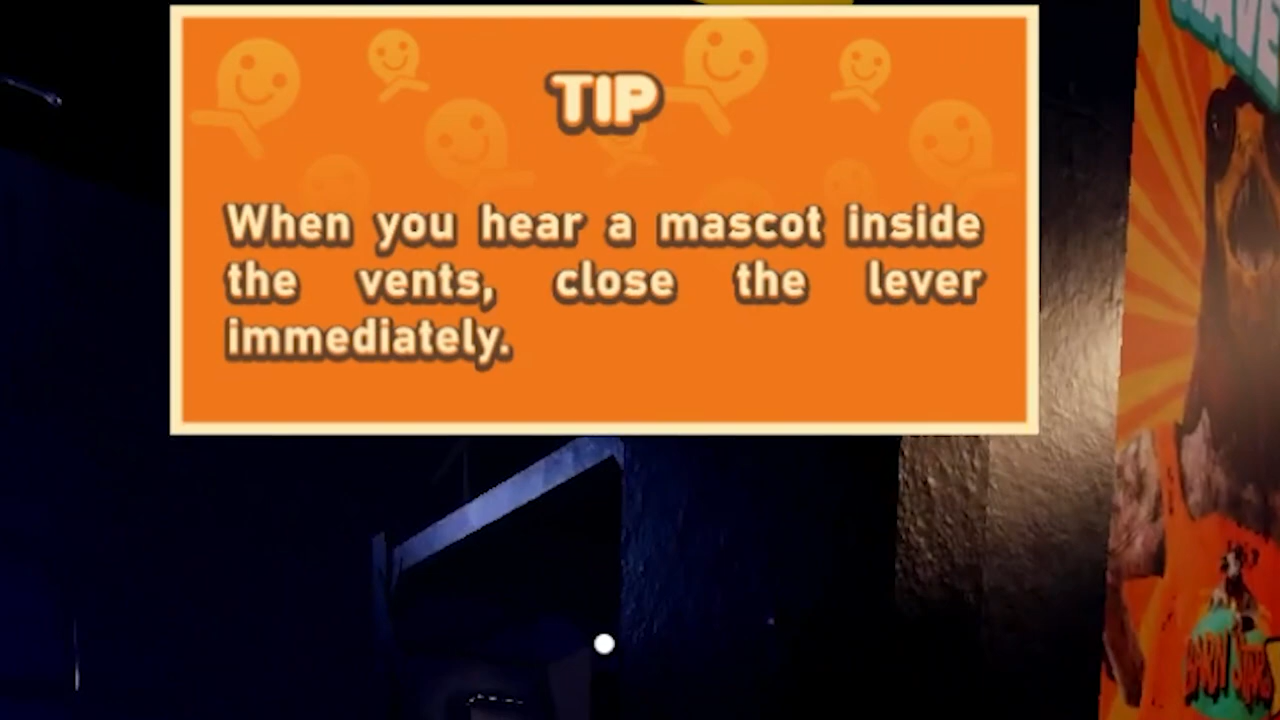 TIP
When you hear a mascot inside
the vents, close the lever
immediately.